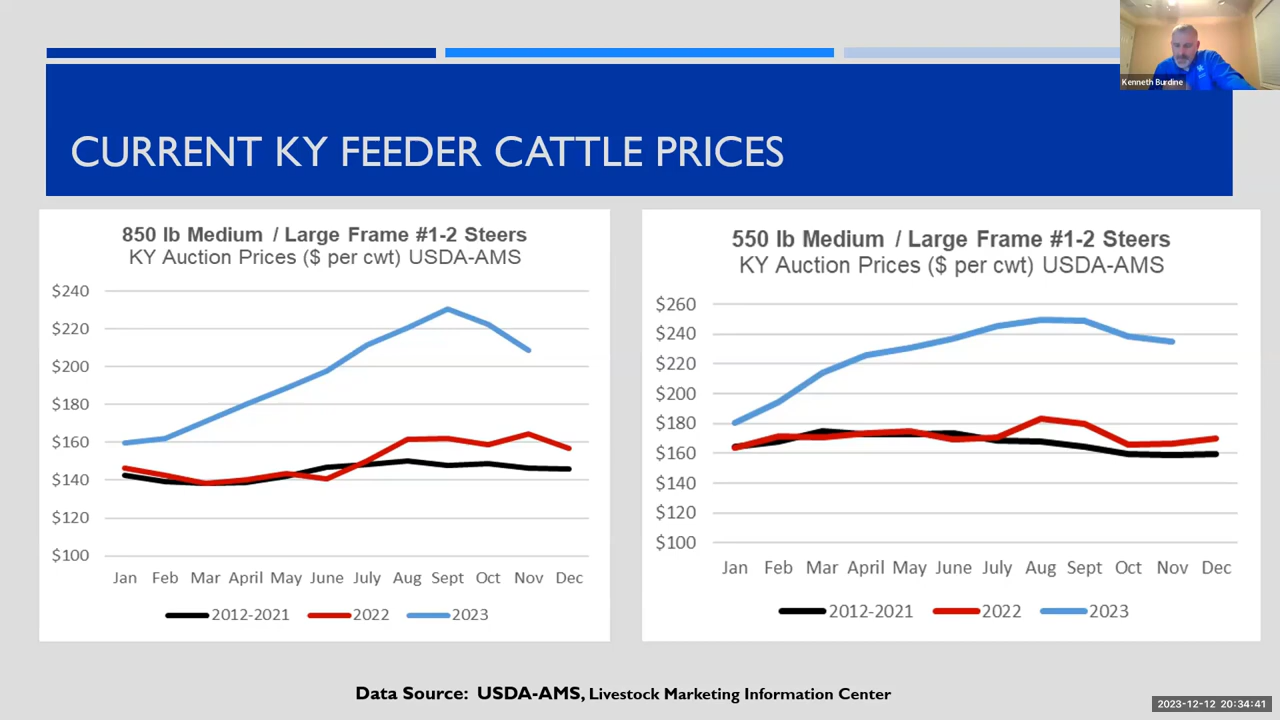 Kenneth Burdine
CURRENT KY FEEDER CATTLE PRICES
850 lb Medium / Large Frame #1-2 Steers
KY Auction Prices ($ per cwt) USDA-AMS
$240
$220
$200
$180
$160
$140
$120
$100
Jan Feb Mar April May June July Aug Sept Oct Nov Dec
2012-2021 2022 2023
550 lb Medium / Large Frame #1-2 Steers
KY Auction Prices ($ per cwt) USDA-AMS
$260
$240
$220
$200
$180
$160
$140
$120
$100
Jan Feb Mar April May June July Aug Sept Oct Nov Dec
2012-2021 2022 2023
Data Source: USDA-AMS, Livestock Marketing Information Center
2023-12-12 20:34:41